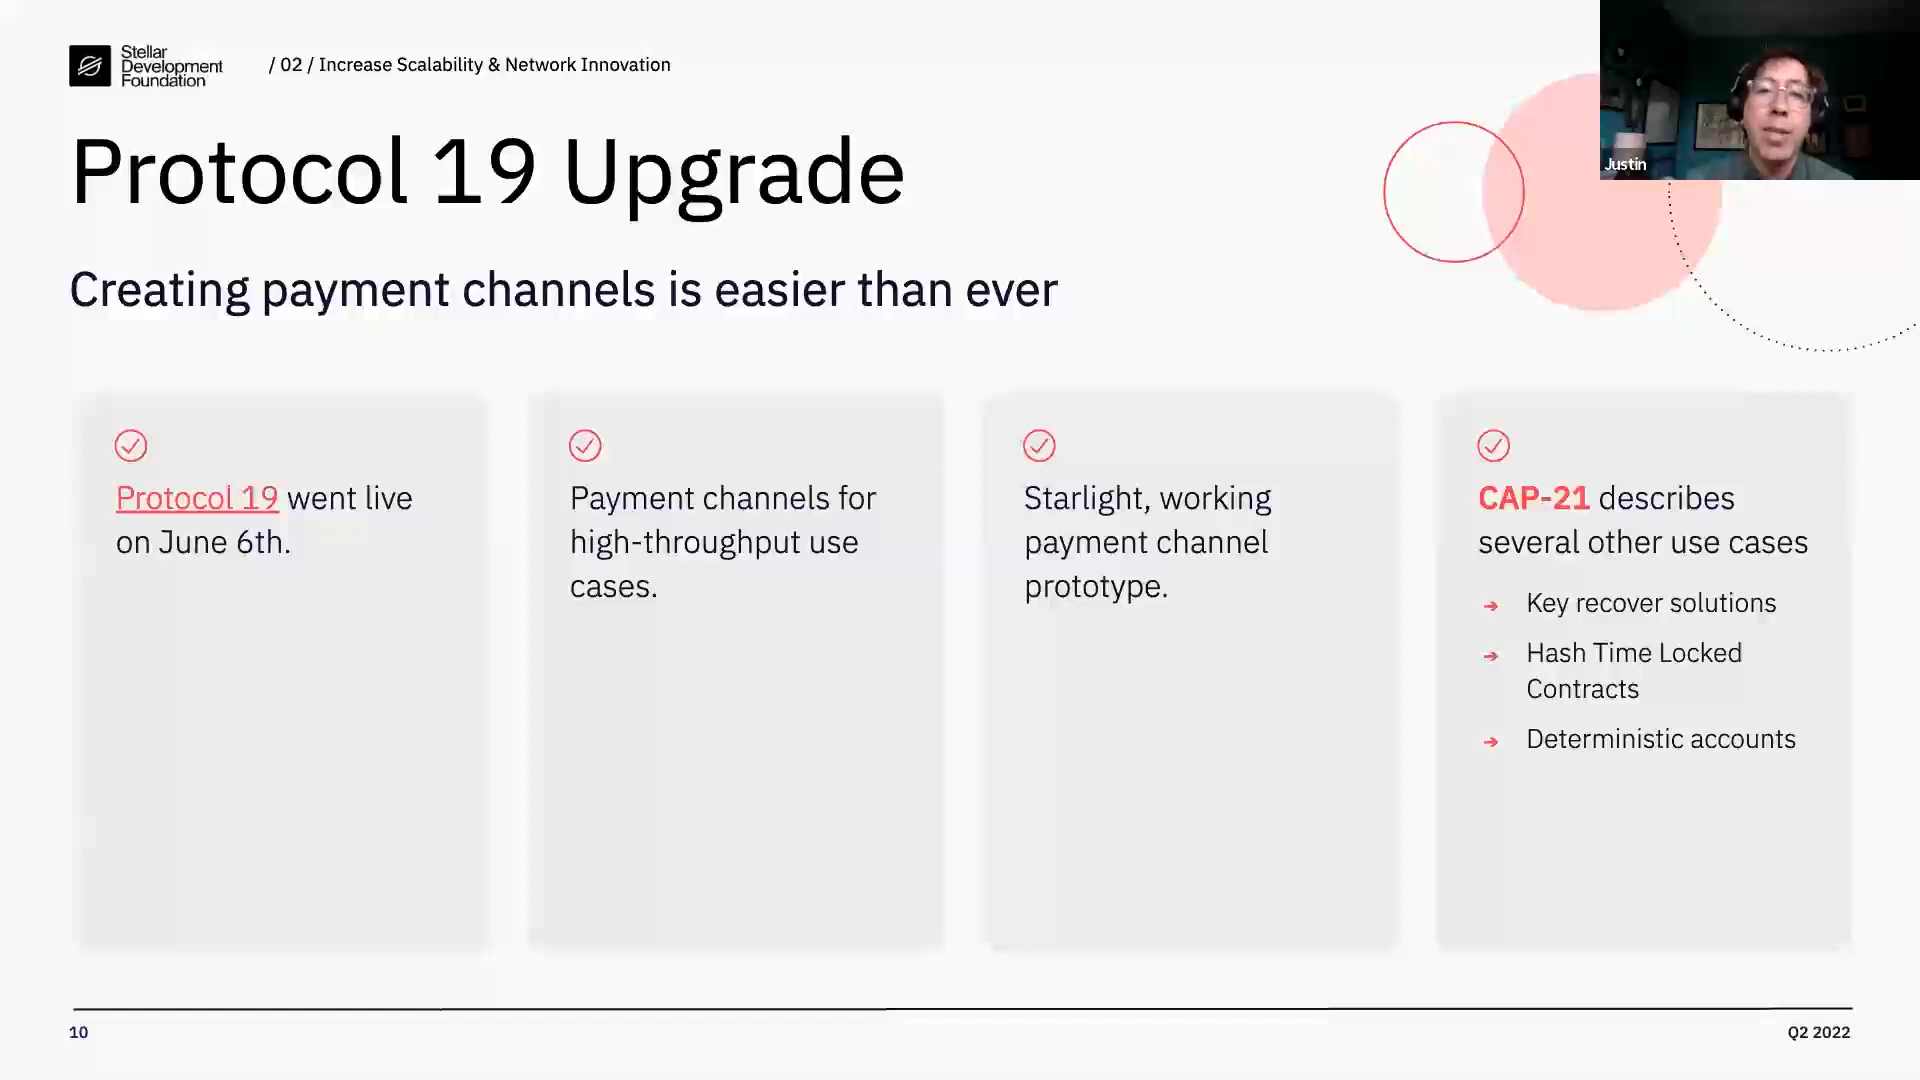 Stellar
Development
Foundation
/ 02 / Increase Scalability & Network Innovation
Justin
Protocol 19 Upgrade
Creating payment channels is easier than ever
Protocol 19 went live
on June 6th.
Payment channels for
high-throughput use
cases.
Starlight, working
payment channel
prototype.
CAP-21 describes
several other use cases
Key recover solutions
Hash Time Locked
Contracts
Deterministic accounts
10
Q2 2022